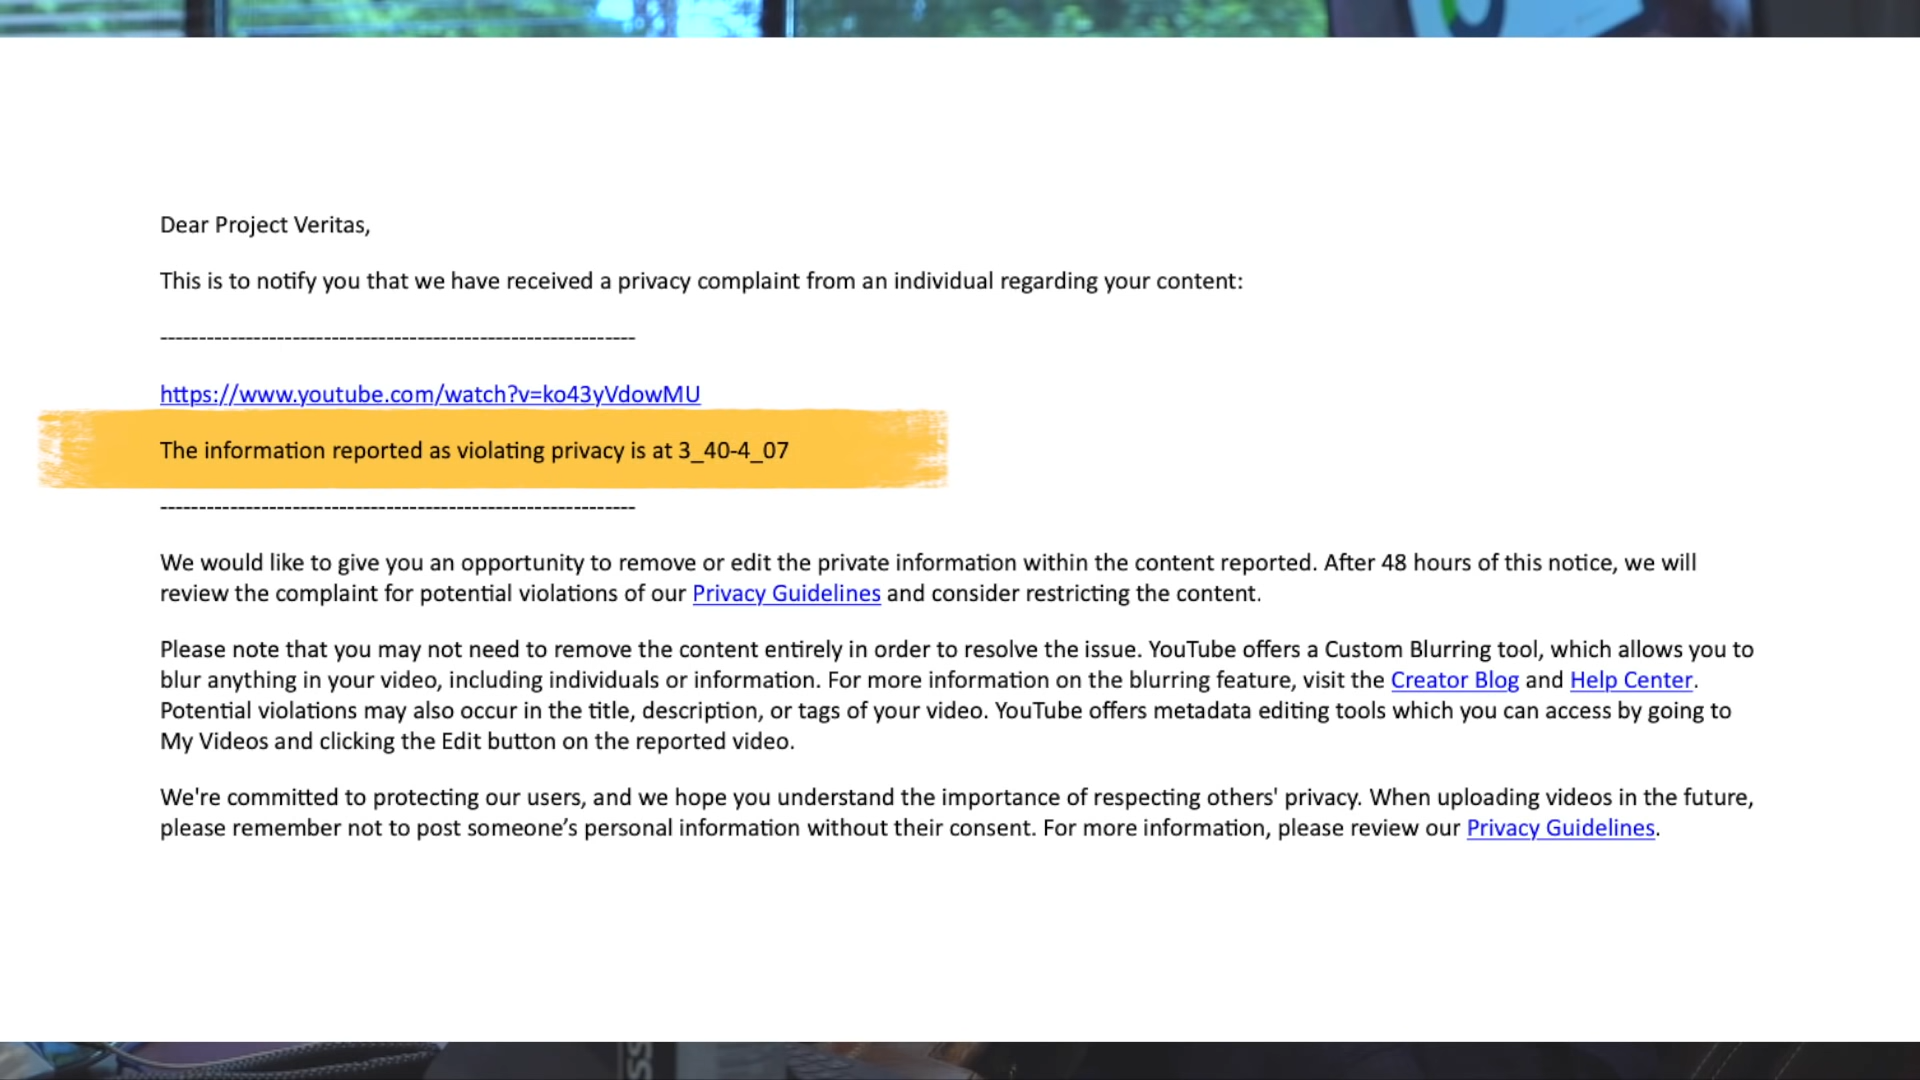 Dear Project Veritas,
This is to notify you that we have received a privacy complaint from an individual regarding your content:
-------------------------------------------------------------
https://www.youtube.com/watch?v=ko43yVdowMU
The information reported as violating privacy is at 3_40-4_07
-------------------------------------------------------------
We would like to give you an opportunity to remove or edit the private information within the content reported. After 48 hours of this notice, we will
review the complaint for potential violations of our Privacy Guidelines and consider restricting the content.
Please note that you may not need to remove the content entirely in order to resolve the issue. YouTube offers a Custom Blurring tool, which allows you to
blur anything in your video, including individuals or information. For more information on the blurring feature, visit the Creator Blog and Help Center.
Potential violations may also occur in the title, description, or tags of your video. YouTube offers metadata editing tools which you can access by going to
My Videos and clicking the Edit button on the reported video.
We're committed to protecting our users, and we hope you understand the importance of respecting others' privacy. When uploading videos in the future,
please remember not to post someone’s personal information without their consent. For more information, please review our Privacy Guidelines.